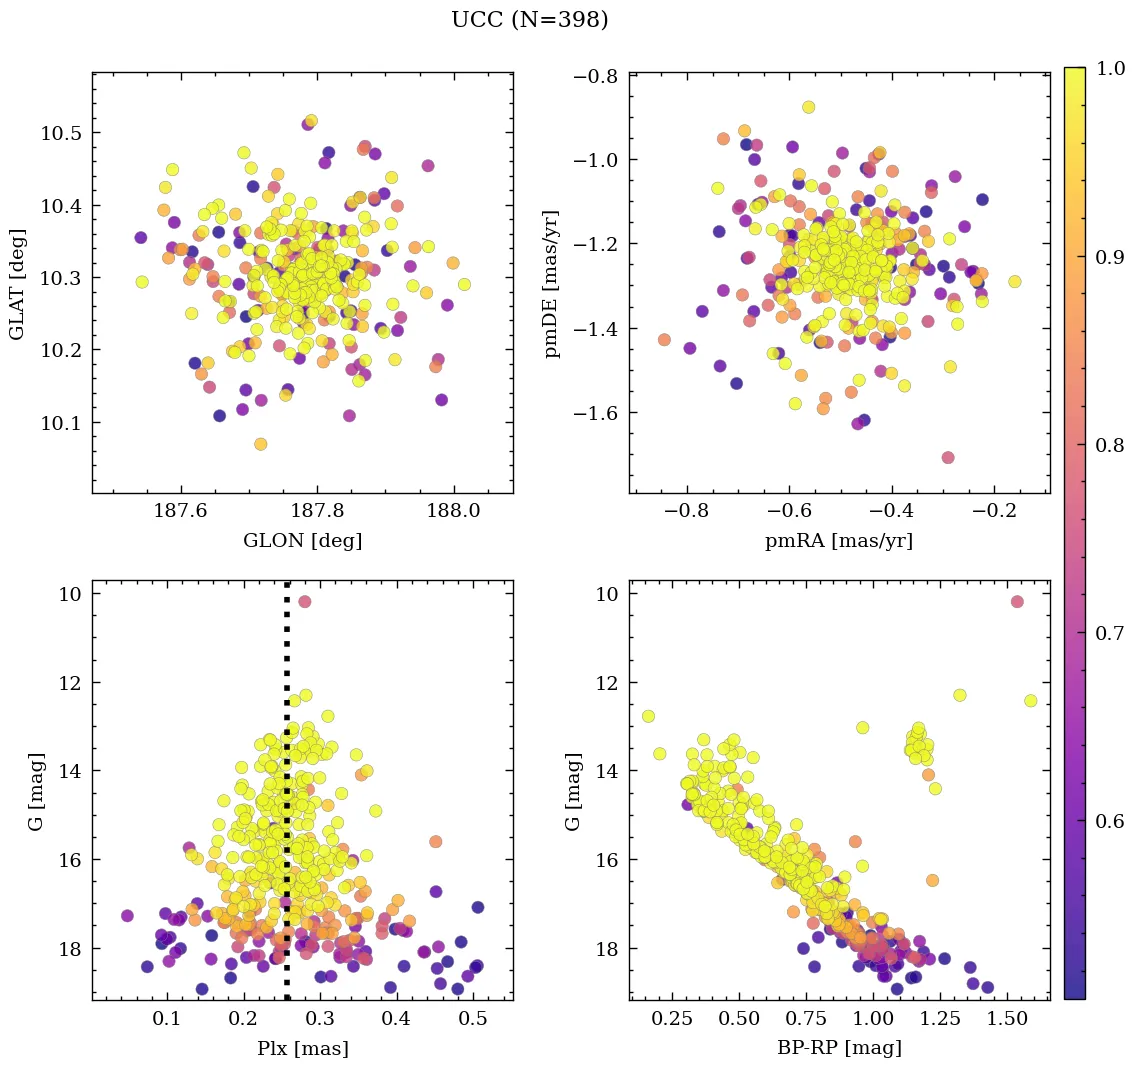 UCC (N=398)
10.5
10.4
10.3
10.2
10.1
GLAT [deg]
187.6 187.8 188.0
GLON [deg]
−0.8
−1.0
−1.2
−1.4
−1.6
pmDE [mas/yr]
−0.8 −0.6 −0.4 −0.2
pmRA [mas/yr]
1.0
0.9
0.8
0.7
0.6
10
12
14
16
18
G [mag]
0.1 0.2 0.3 0.4 0.5
Plx [mas]
10
12
14
16
18
G [mag]
0.25 0.50 0.75 1.00 1.25 1.50
BP-RP [mag]